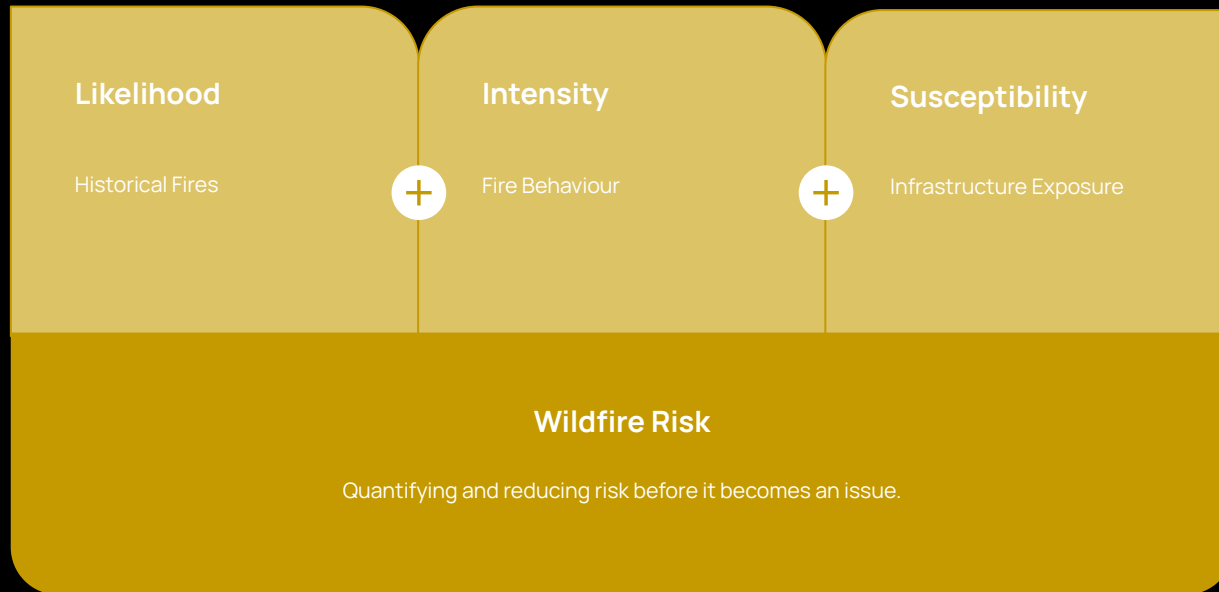 Likelihood
Historical Fires
+
Intensity
Fire Behaviour
+
Susceptibility
Infrastructure Exposure
Wildfire Risk
Quantifying and reducing risk before it becomes an issue.